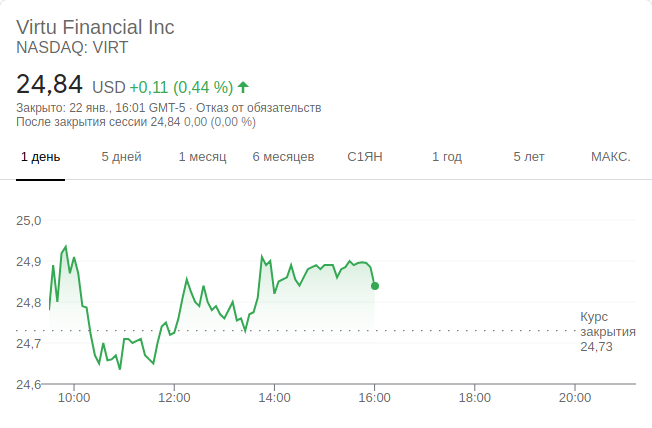 Virtu Financial Inc
NASDAQ: VIRT
24,84 USD +0,11 (0,44 %)
Закрыто: 22 янв., 16:01 GMT-5 · Отказ от обязательств
После закрытия сессии 24,84 0,00 (0,00 %)
1 день 5 дней 1 месяц 6 месяцев С1ЯН 1 год 5 лет МАКС.
25,0
24,9
24,8
24,7
24,6
Курс
закрытия
24,73
10:00 12:00 14:00 16:00 18:00 20:00